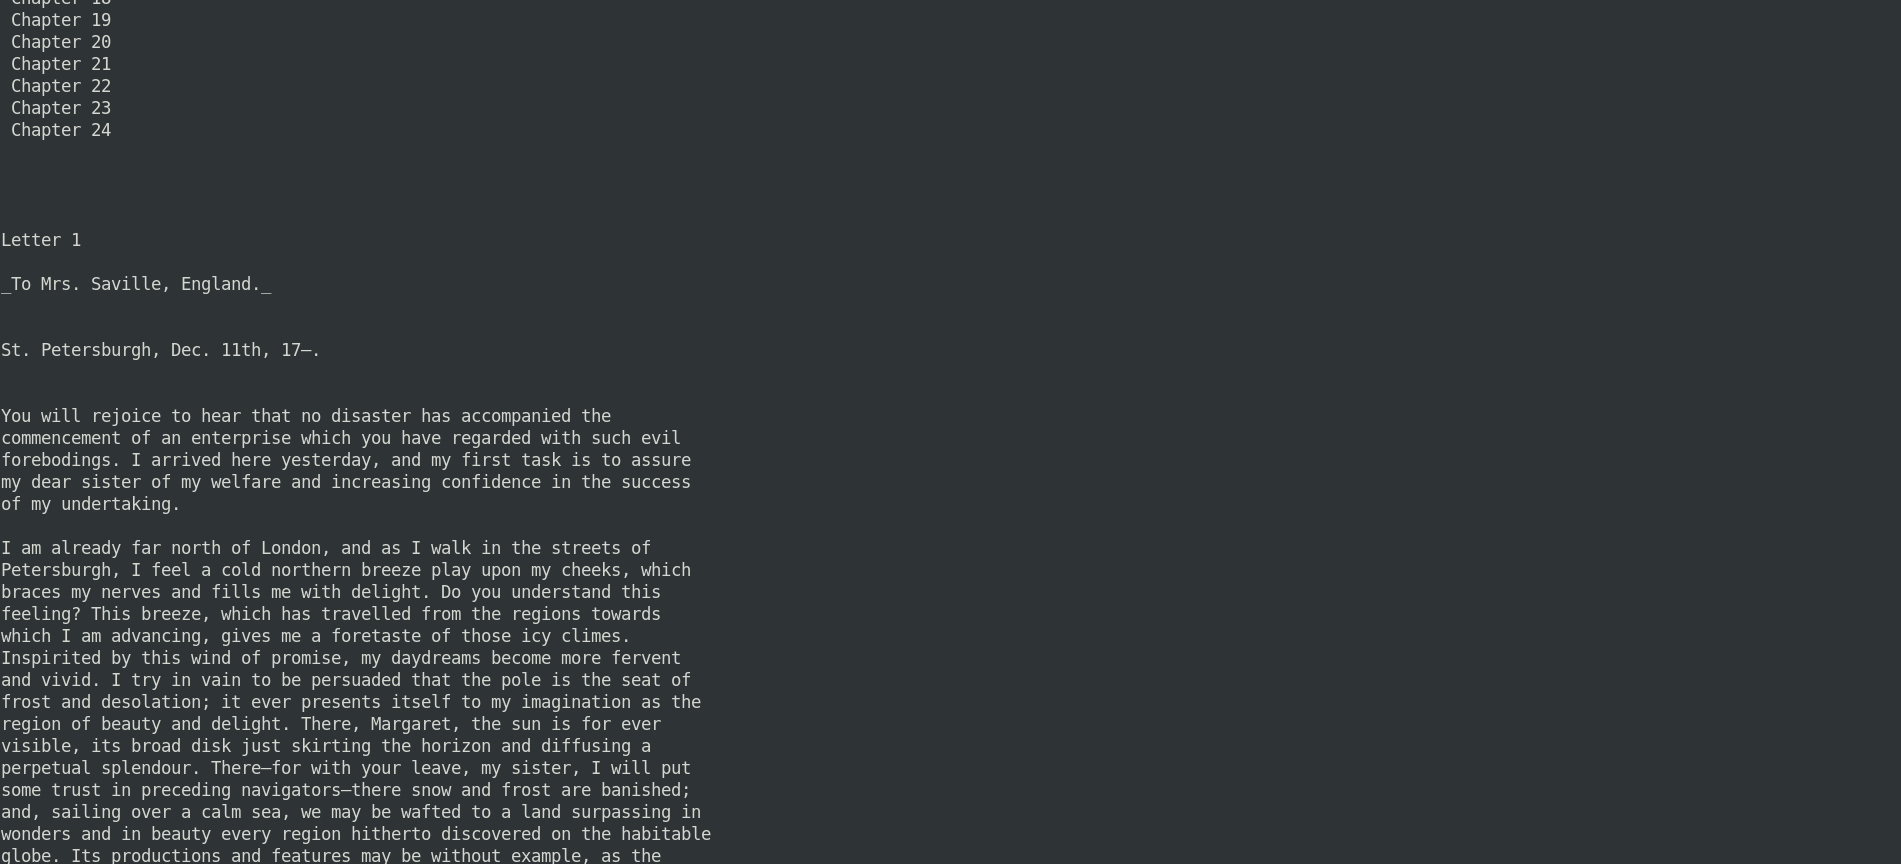 Chapter 18
Chapter 19
Chapter 20
Chapter 21
Chapter 22
Chapter 23
Chapter 24
Letter 1
_To Mrs. Saville, England._
St. Petersburgh, Dec. 11th, 17—.
You will rejoice to hear that no disaster has accompanied the
commencement of an enterprise which you have regarded with such evil
forebodings. I arrived here yesterday, and my first task is to assure
my dear sister of my welfare and increasing confidence in the success
of my undertaking.
I am already far north of London, and as I walk in the streets of
Petersburgh, I feel a cold northern breeze play upon my cheeks, which
braces my nerves and fills me with delight. Do you understand this
feeling? This breeze, which has travelled from the regions towards
which I am advancing, gives me a foretaste of those icy climes.
Inspirited by this wind of promise, my daydreams become more fervent
and vivid. I try in vain to be persuaded that the pole is the seat of
frost and desolation; it ever presents itself to my imagination as the
region of beauty and delight. There, Margaret, the sun is for ever
visible, its broad disk just skirting the horizon and diffusing a
perpetual splendour. There—for with your leave, my sister, I will put
some trust in preceding navigators—there snow and frost are banished;
and, sailing over a calm sea, we may be wafted to a land surpassing in
wonders and in beauty every region hitherto discovered on the habitable
globe. Its productions and features may be without example, as the